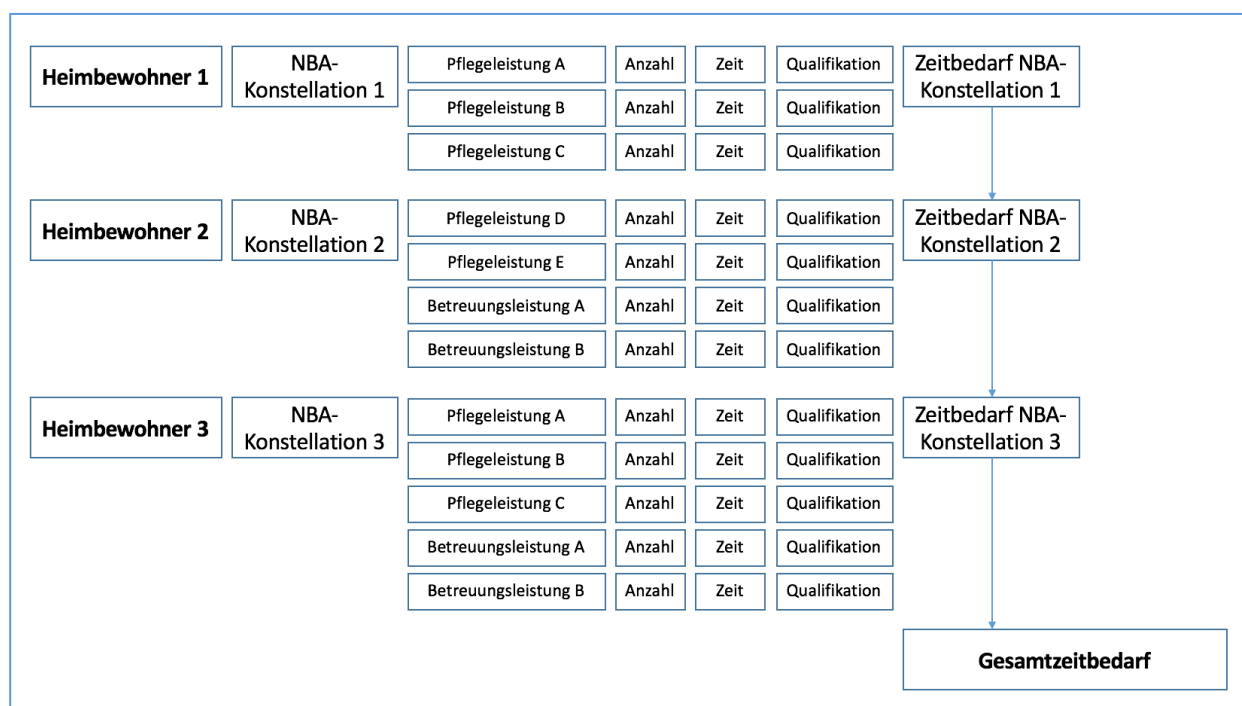 Heimbewohner 1
NBA-
Konstellation 1
Pflegeleistung A Anzahl Zeit Qualifikation
Pflegeleistung B Anzahl Zeit Qualifikation
Pflegeleistung C Anzahl Zeit Qualifikation
Zeitbedarf NBA-
Konstellation 1
Heimbewohner 2
NBA-
Konstellation 2
Pflegeleistung D Anzahl Zeit Qualifikation
Pflegeleistung E Anzahl Zeit Qualifikation
Betreuungsleistung A Anzahl Zeit Qualifikation
Betreuungsleistung B Anzahl Zeit Qualifikation
Zeitbedarf NBA-
Konstellation 2
Heimbewohner 3
NBA-
Konstellation 3
Pflegeleistung A Anzahl Zeit Qualifikation
Pflegeleistung B Anzahl Zeit Qualifikation
Pflegeleistung C Anzahl Zeit Qualifikation
Betreuungsleistung A Anzahl Zeit Qualifikation
Betreuungsleistung B Anzahl Zeit Qualifikation
Zeitbedarf NBA-
Konstellation 3
Gesamtzeitbedarf